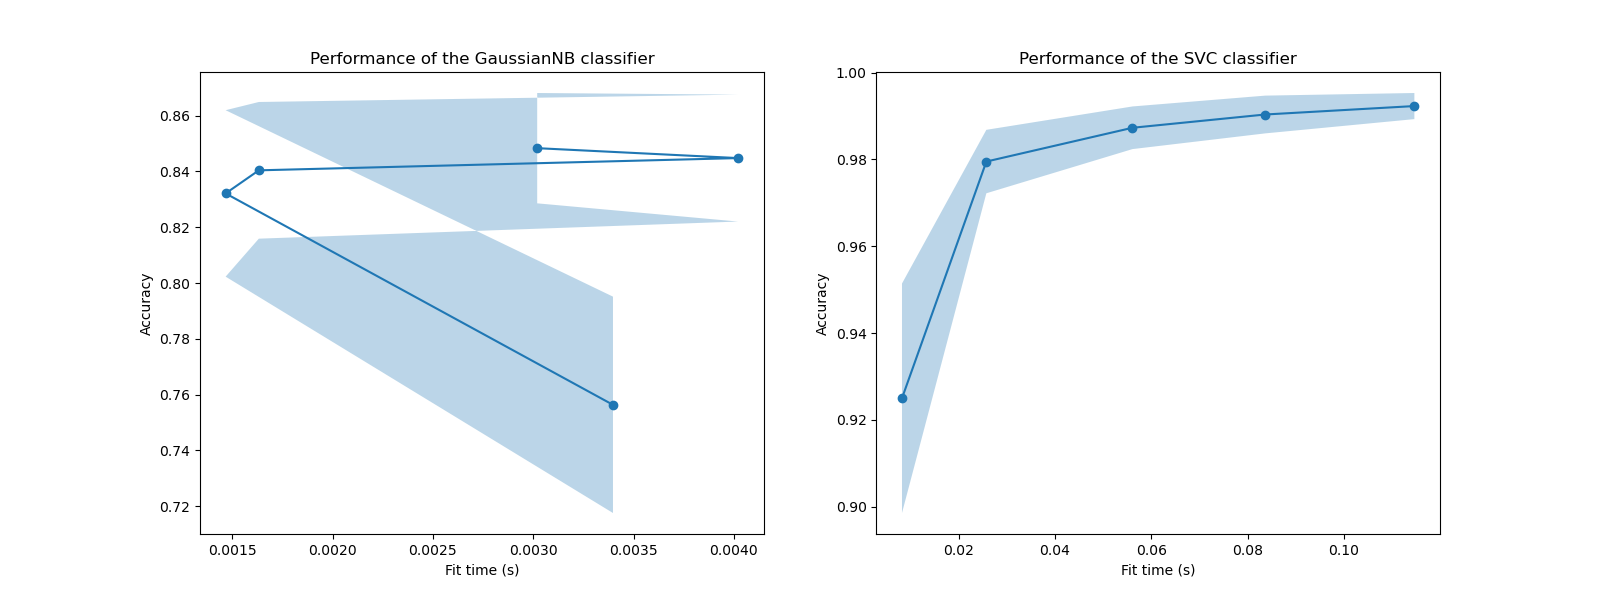 Performance of the GaussianNB classifier
Accuracy
0.86
0.84
0.82
0.80
0.78
0.76
0.74
0.72
0.0015 0.0020 0.0025 0.0030 0.0035 0.0040
Fit time (s)
Performance of the SVC classifier
Accuracy
1.00
0.98
0.96
0.94
0.92
0.90
0.02 0.04 0.06 0.08 0.10
Fit time (s)